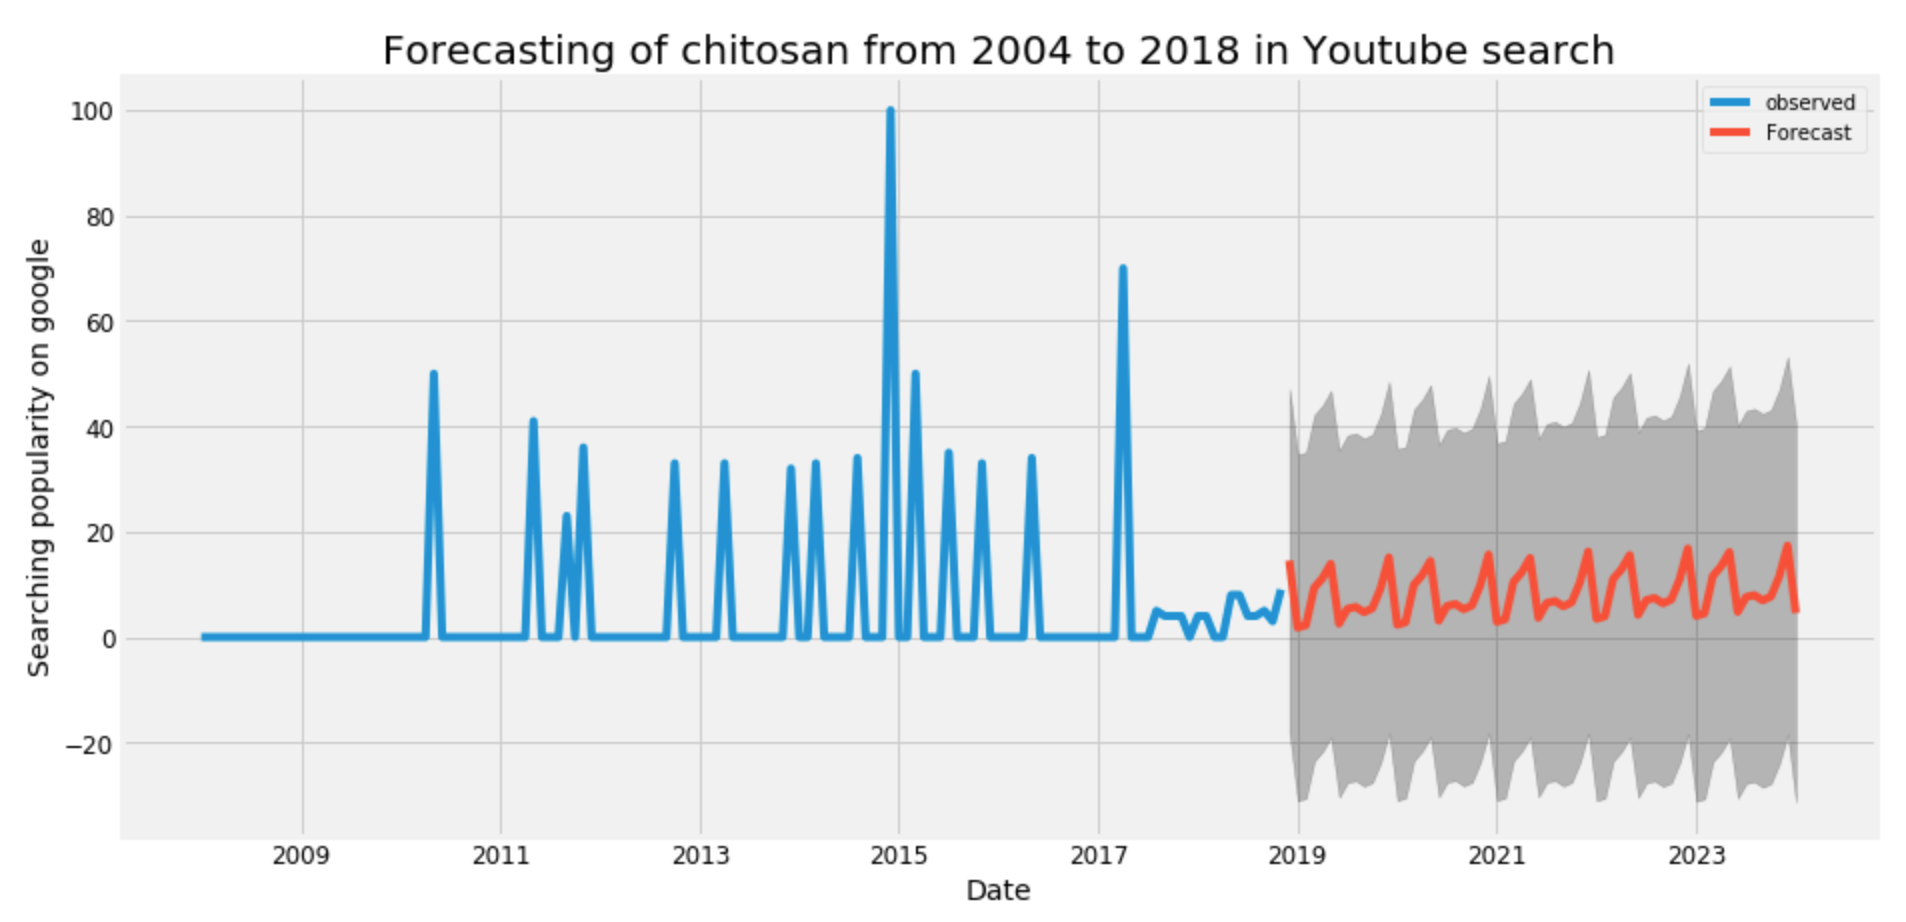 Forecasting of chitosan from 2004 to 2018 in Youtube search
observed
Forecast
100
80
60
40
20
0
−20
Searching popularity on google
2009 2011 2013 2015 2017 2019 2021 2023
Date